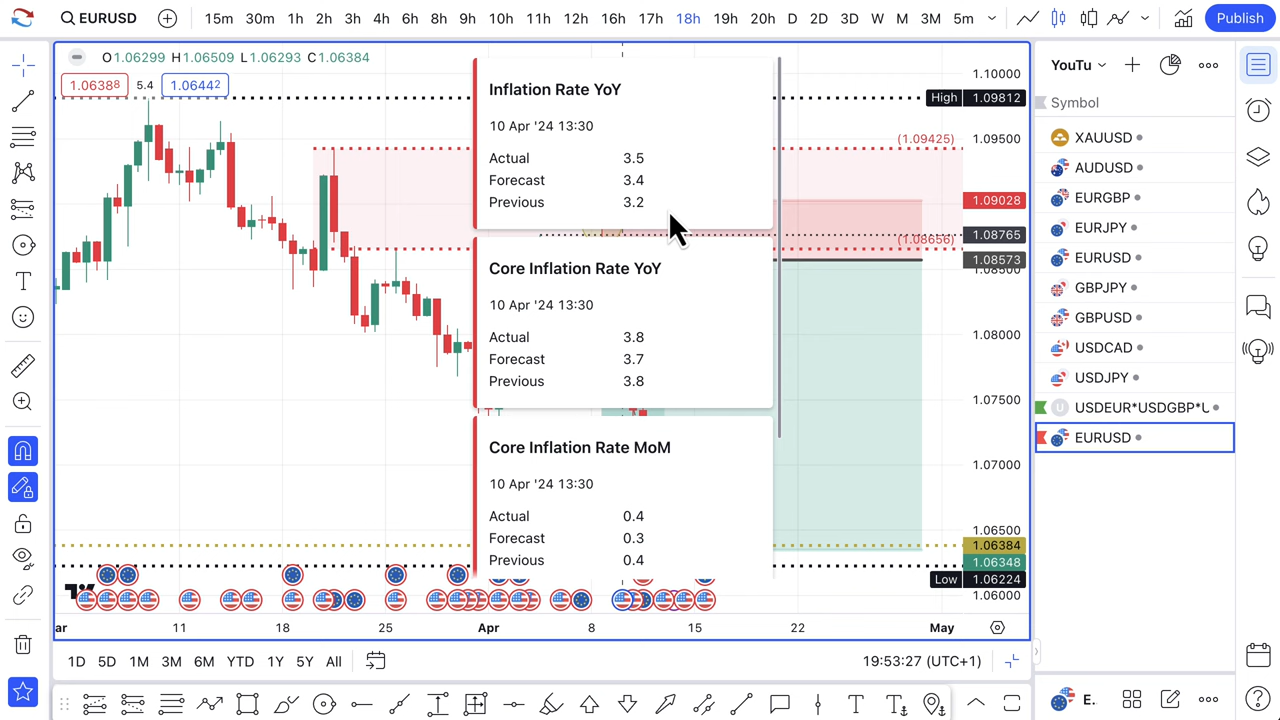 EURUSD
15m 30m 1h 2h 3h 4h 6h 8h 9h 10h 11h 12h 16h 17h 18h 19h 20h D 2D 3D W M 3M 5m
Publish
O1.06299 H1.06509 L1.06293 C1.06384
1.06388 5.4 1.06442
Inflation Rate YoY
10 Apr '24 13:30
Actual 3.5
Forecast 3.4
Previous 3.2
Core Inflation Rate YoY
10 Apr '24 13:30
Actual 3.8
Forecast 3.7
Previous 3.8
Core Inflation Rate MoM
10 Apr '24 13:30
Actual 0.4
Forecast 0.3
Previous 0.4
(1.09425)
(1.08656)
1.10000
High 1.09812
1.09500
1.09028
1.08765
1.08573
1.08500
1.08000
1.07500
1.07000
1.06500
1.06384
1.06348
Low 1.06224
1.06000
ar 11 18 25 Apr 8 15 22 May
1D 5D 1M 3M 6M YTD 1Y 5Y All
19:53:27 (UTC+1)
YouTu
Symbol
XAUUSD
AUDUSD
EURGBP
EURJPY
EURUSD
GBPJPY
GBPUSD
USDCAD
USDJPY
U USDEUR*USDGBP*U
EURUSD
E.